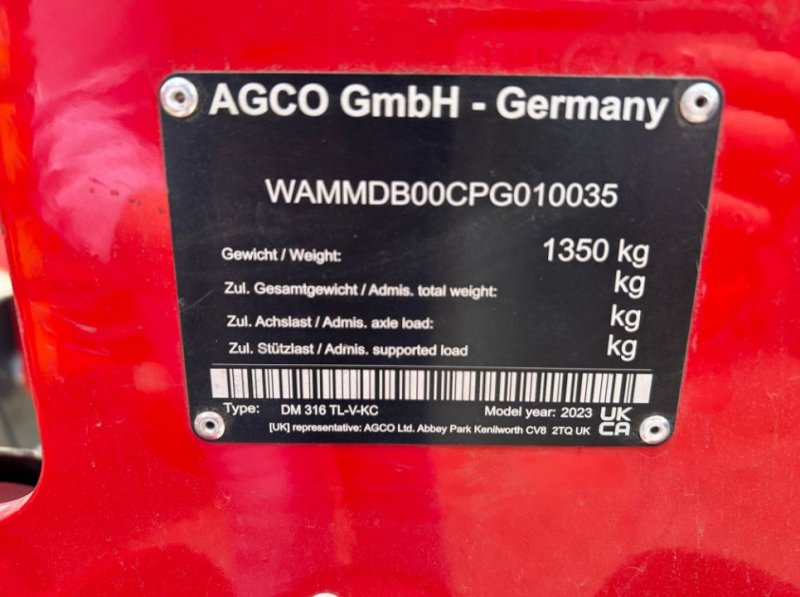 AGCO GmbH - Germany
WAMMDB00CPG010035
Gewicht / Weight: 1350 kg
Zul. Gesamtgewicht / Admis. total weight: kg
Zul. Achslast / Admis. axle load: kg
Zul. Stützlast / Admis. supported load kg
Type: DM 316 TL-V-KC Model year: 2023 UK
[UK] representative: AGCO Ltd. Abbey Park Kenilworth CV8 2TQ UK CA